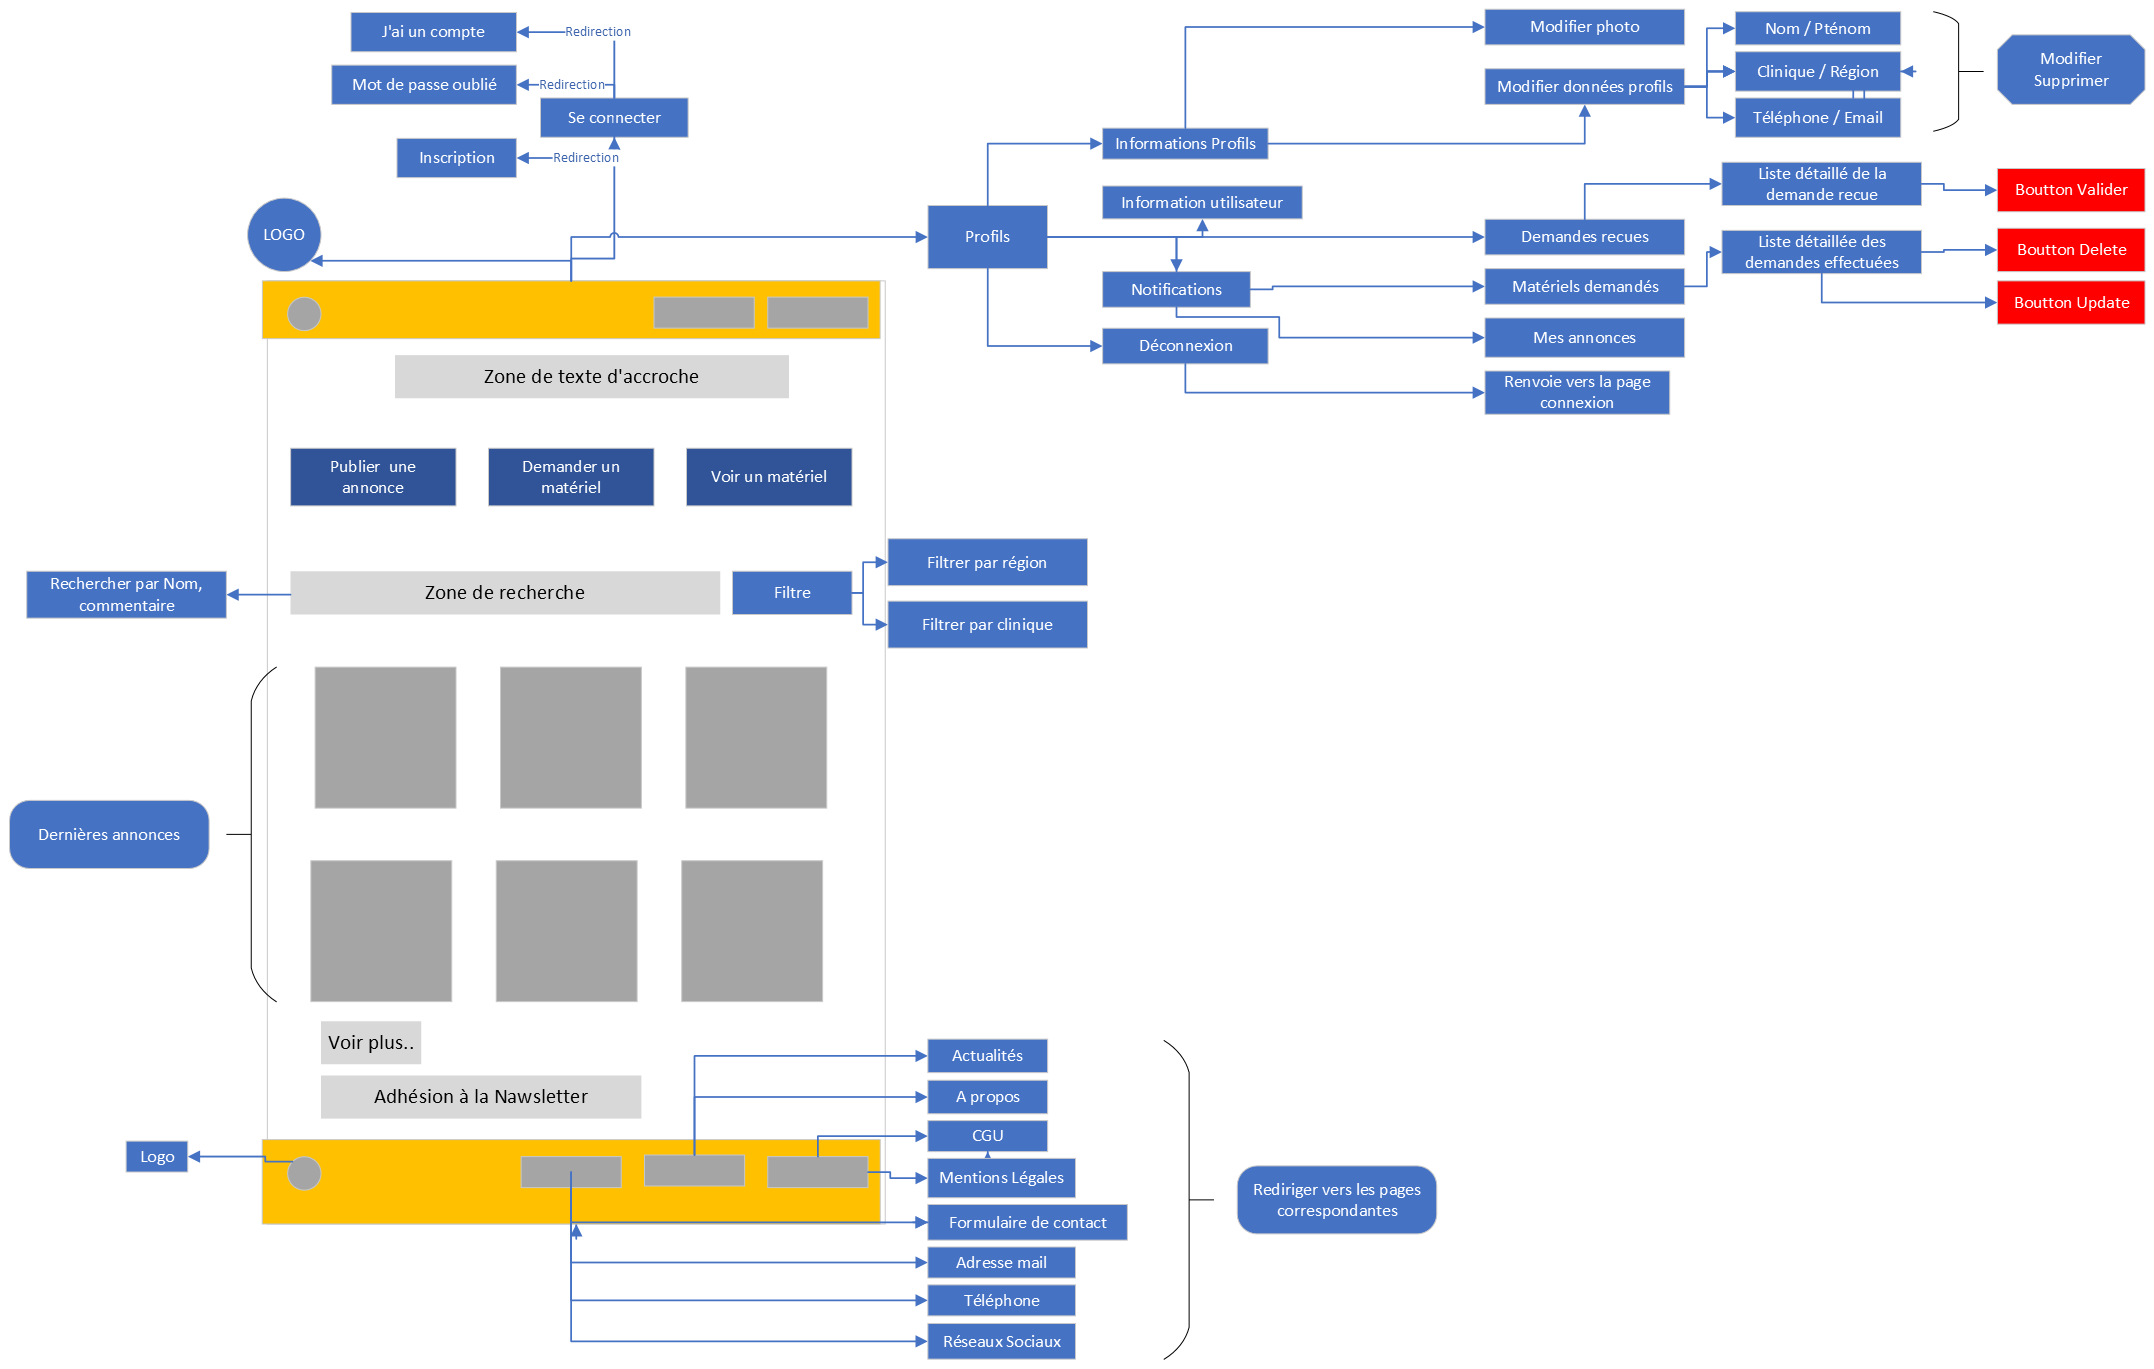 J'ai un compte
Redirection
Mot de passe oublié
Redirection
Se connecter
Inscription
Redirection
LOGO
Modifier photo
Modifier données profils
Nom / Pténom
Clinique / Région
Téléphone / Email
Modifier
Supprimer
Informations Profils
Information utilisateur
Profils
Notifications
Déconnexion
Demandes recues
Matériels demandés
Mes annonces
Renvoie vers la page
connexion
Liste détaillé de la
demande recue
Liste détaillée des
demandes effectuées
Boutton Valider
Boutton Delete
Boutton Update
Zone de texte d'accroche
Publier une
annonce
Demander un
matériel
Voir un matériel
Rechercher par Nom,
commentaire
Zone de recherche
Filtre
Filtrer par région
Filtrer par clinique
Dernières annonces
Voir plus..
Adhésion à la Nawsletter
Logo
Actualités
A propos
CGU
Mentions Légales
Formulaire de contact
Adresse mail
Téléphone
Réseaux Sociaux
Rediriger vers les pages
correspondantes